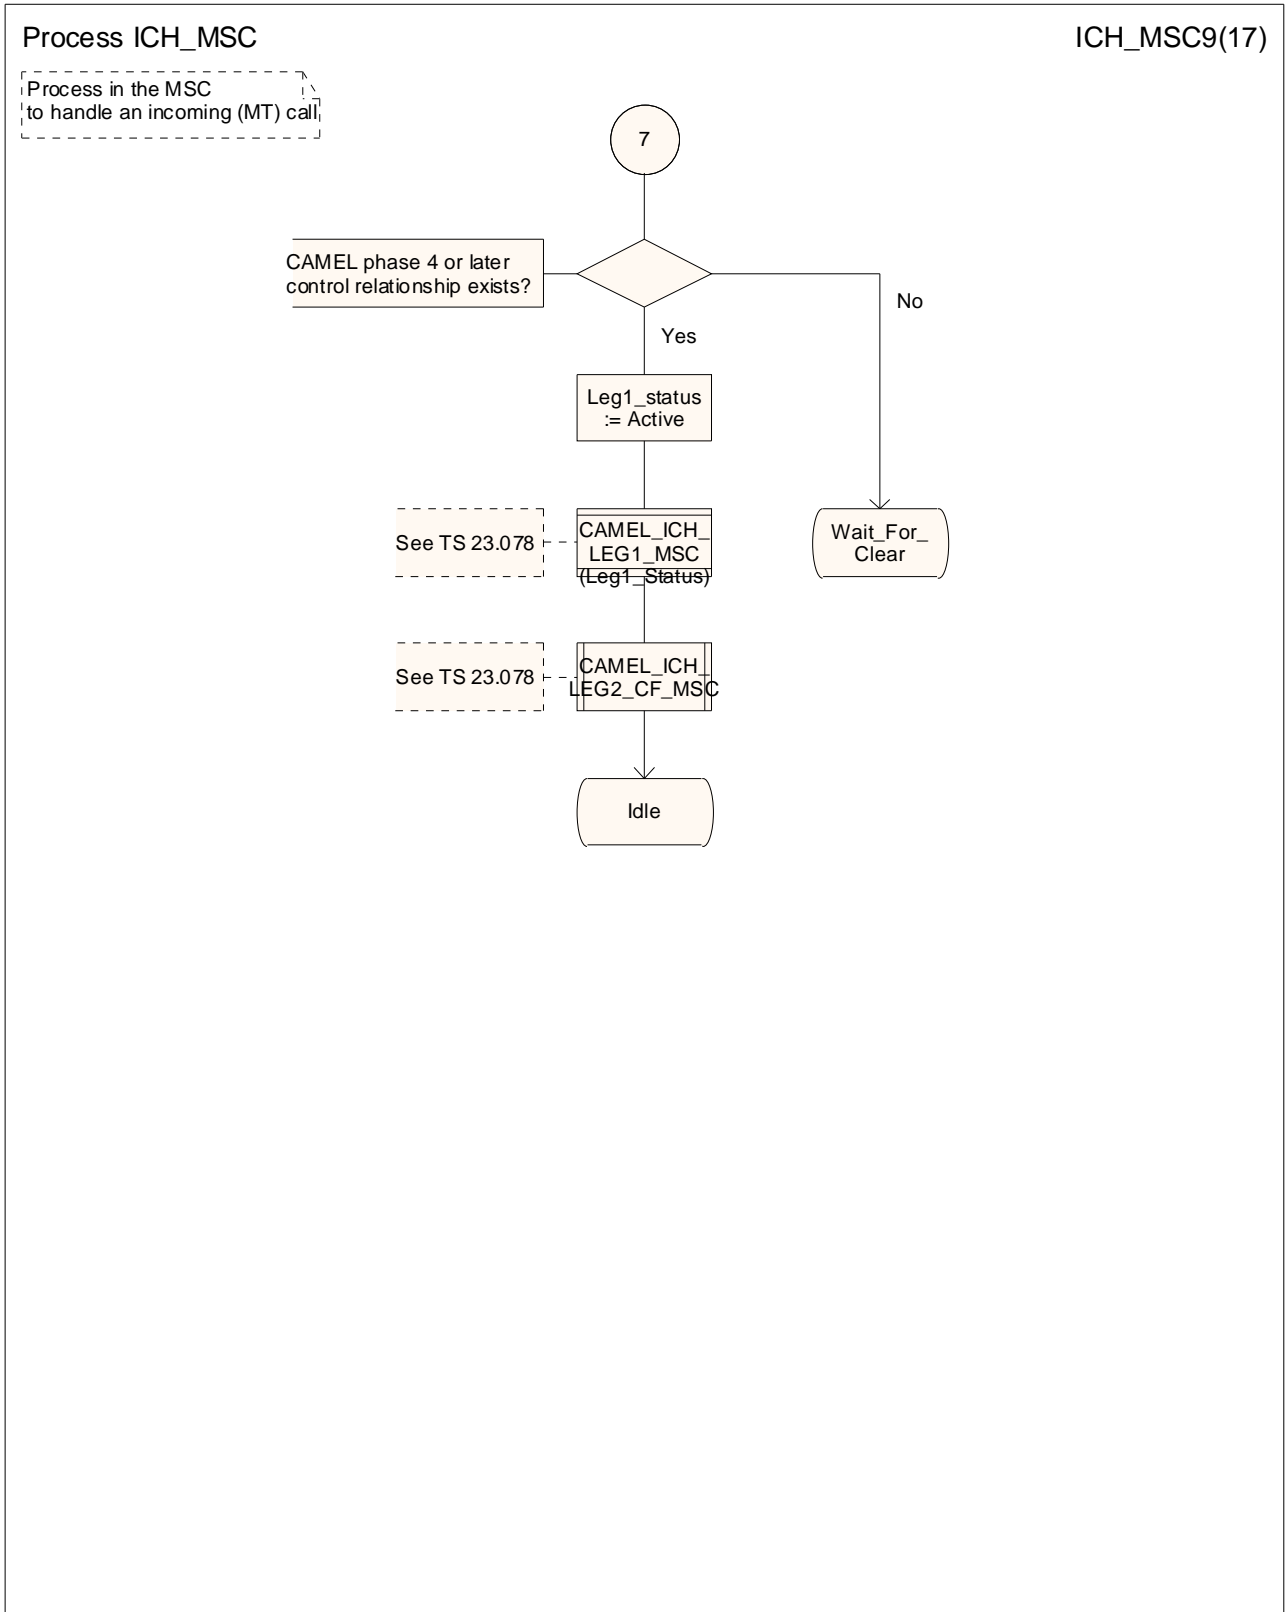 Process ICH_MSC
ICH_MSC9(17)
Process in the MSC
to handle an incoming (MT) call
7
CAMEL phase 4 or later
control relationship exists?
No
Yes
Leg1_status
:= Active
See TS 23.078
CAMEL_ICH_
LEG1_MSC
(Leg1_Status)
Wait_For_
Clear
See TS 23.078
CAMEL_ICH_
LEG2_CF_MSC
Idle